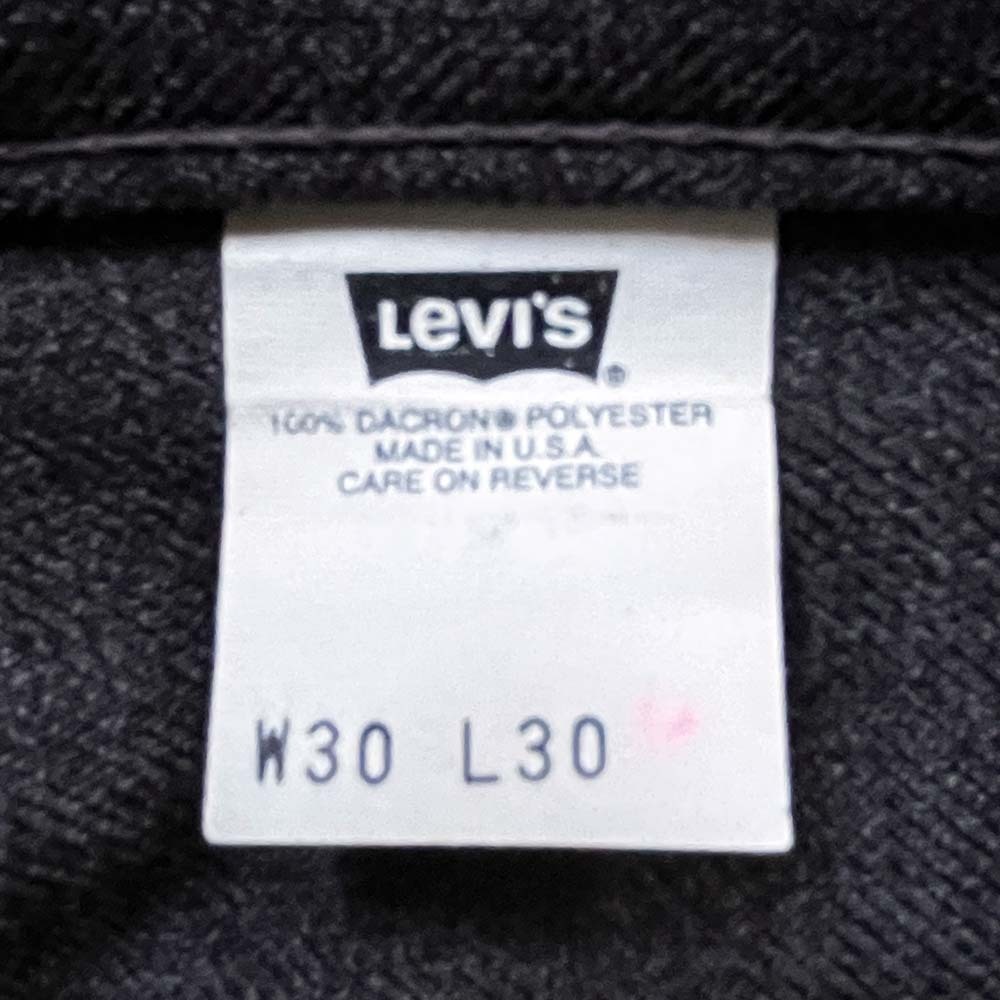 LEVI'S ®
100% DACRON® POLYESTER
MADE IN U.S.A.
CARE ON REVERSE
W30 L30